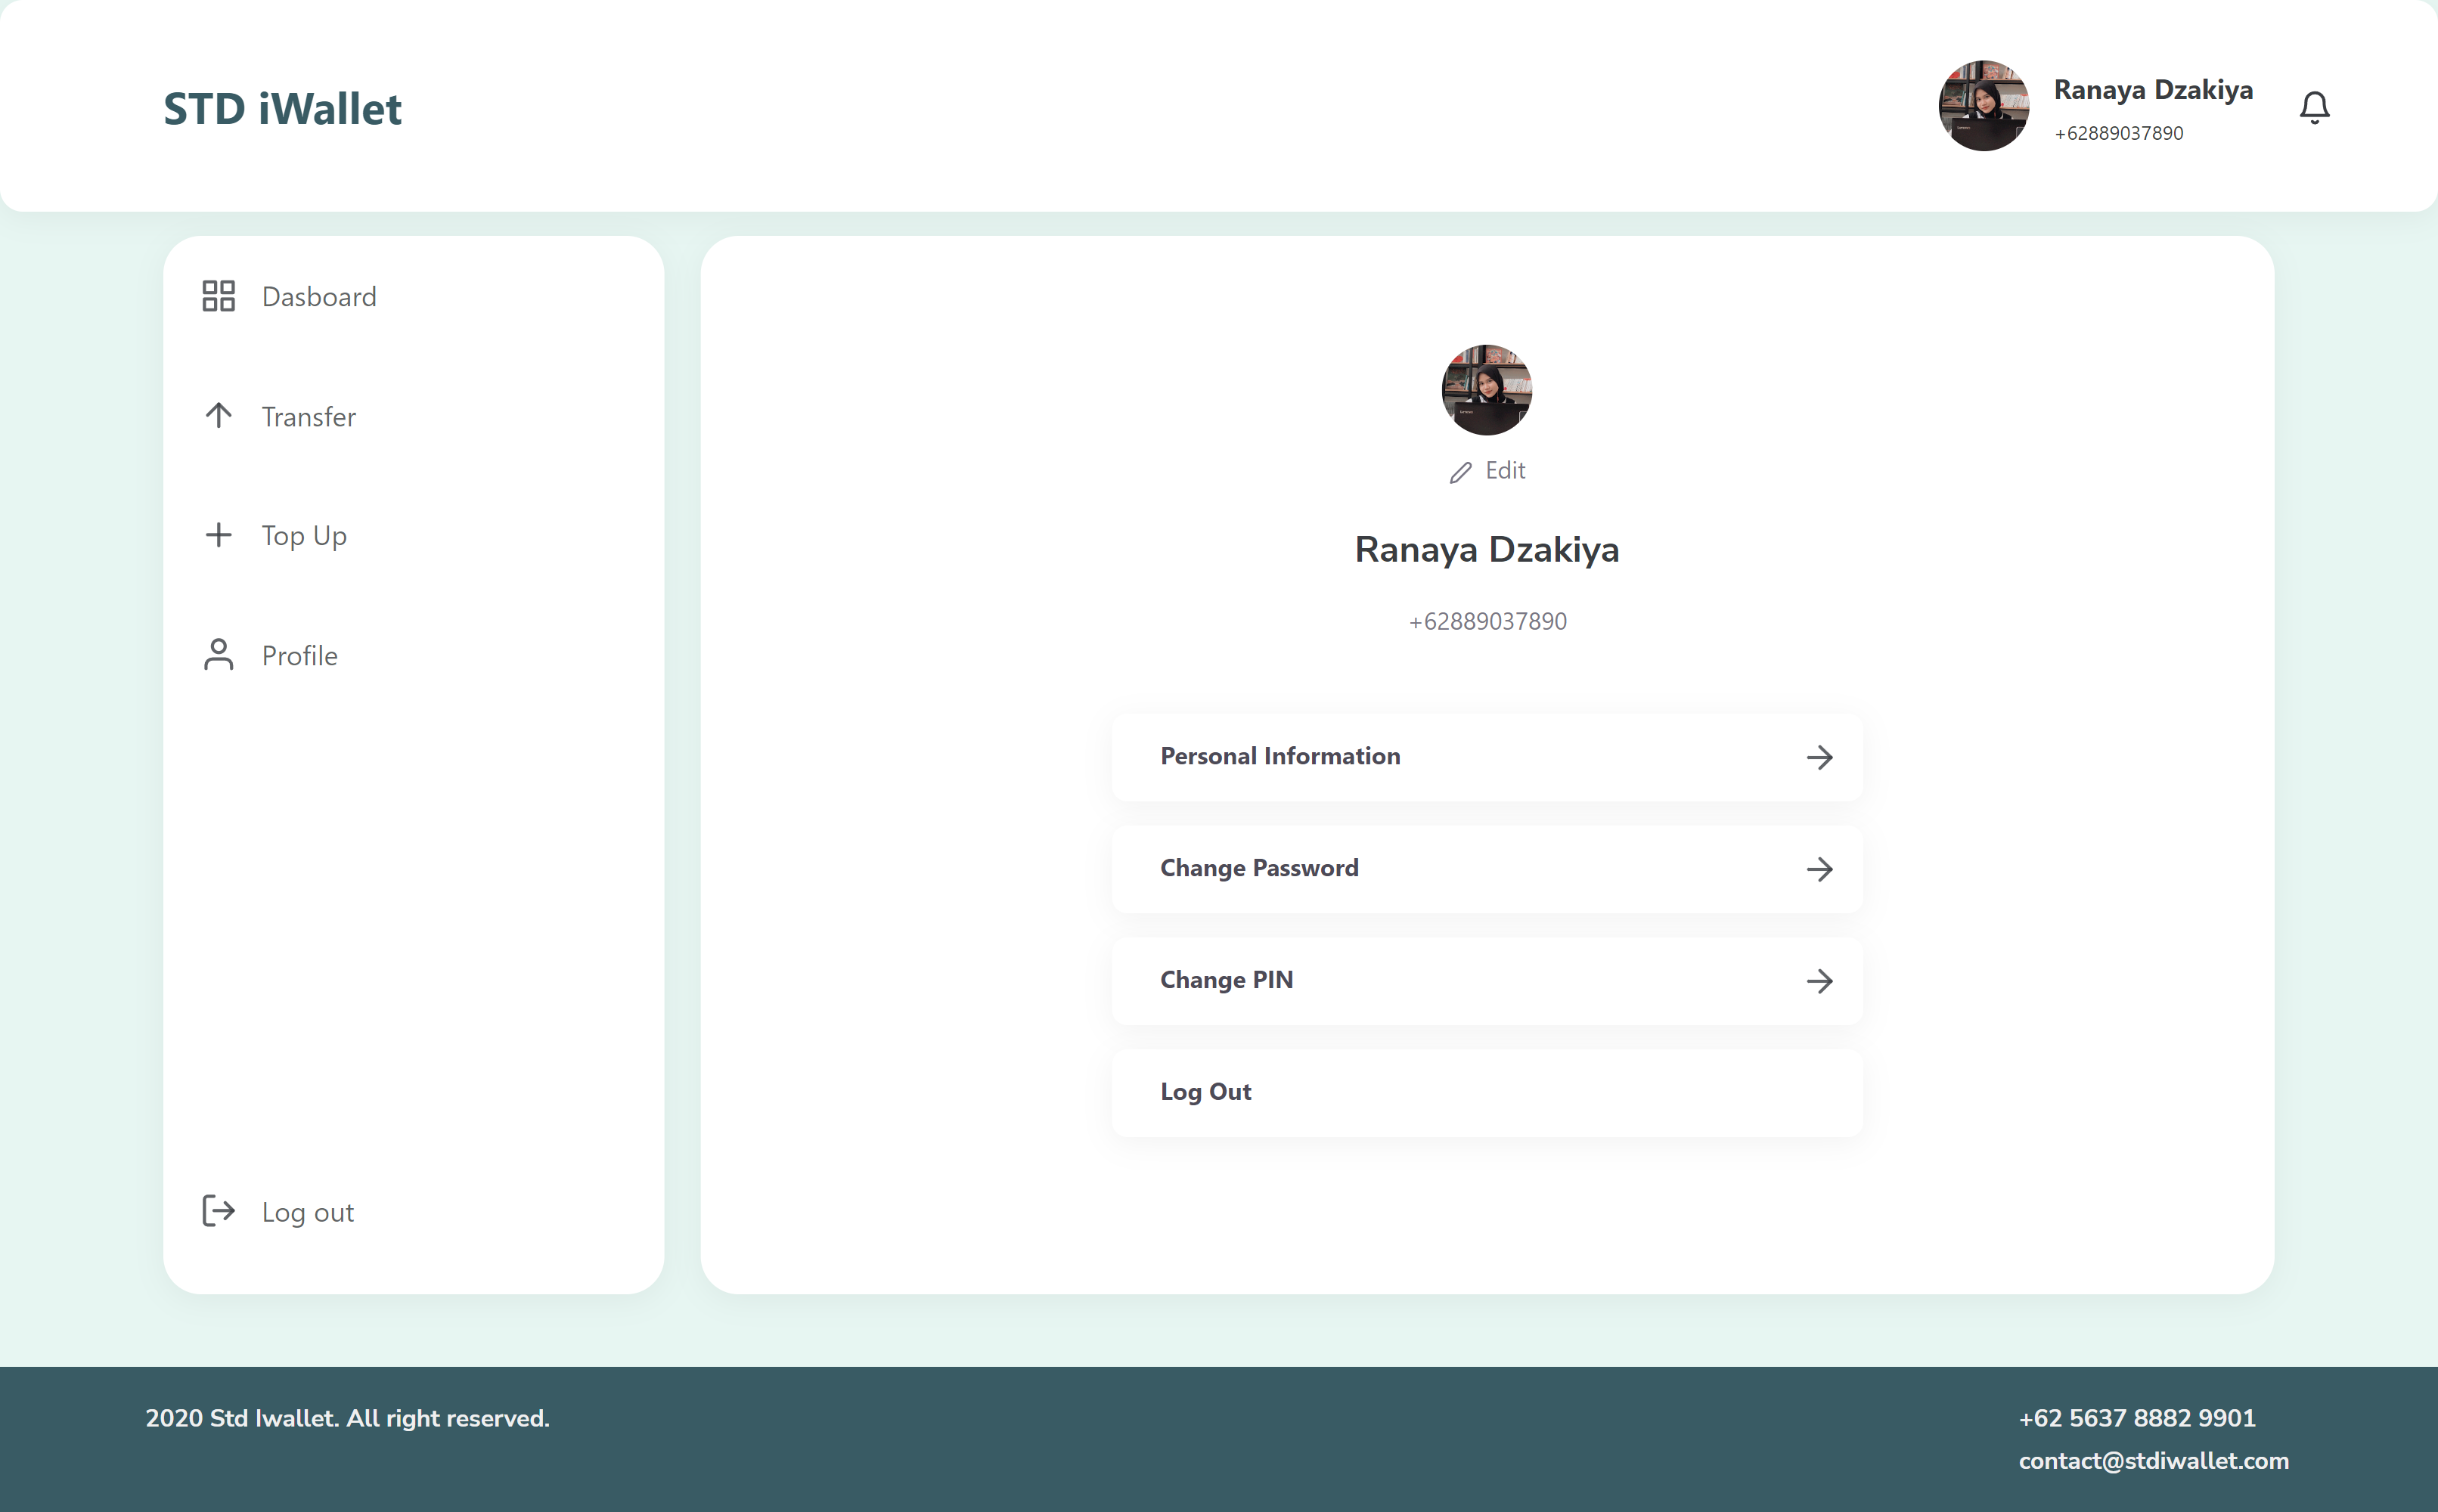 STD iWallet
Ranaya Dzakiya
+62889037890
Dasboard
Transfer
Top Up
Profile
Log out
Edit
Ranaya Dzakiya
+62889037890
Personal Information
Change Password
Change PIN
Log Out
2020 Std Iwallet. All right reserved.
+62 5637 8882 9901
contact@stdiwallet.com